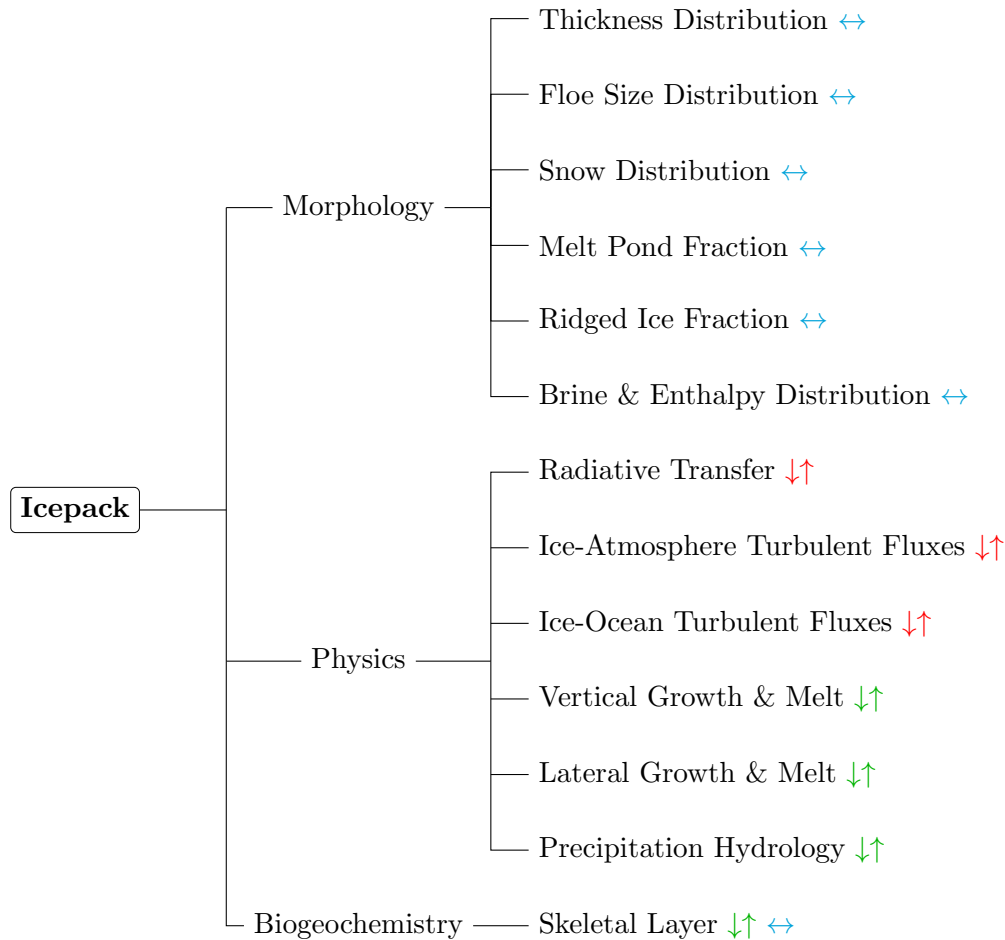 Thickness Distribution ↔
Floe Size Distribution ↔
Snow Distribution ↔
Morphology
Melt Pond Fraction ↔
Ridged Ice Fraction ↔
Brine & Enthalpy Distribution ↔
Radiative Transfer ↓↑
Icepack
Ice-Atmosphere Turbulent Fluxes ↓↑
Ice-Ocean Turbulent Fluxes ↓↑
Physics
Vertical Growth & Melt ↓↑
Lateral Growth & Melt ↓↑
Precipitation Hydrology ↓↑
Biogeochemistry
Skeletal Layer ↓↑ ↔